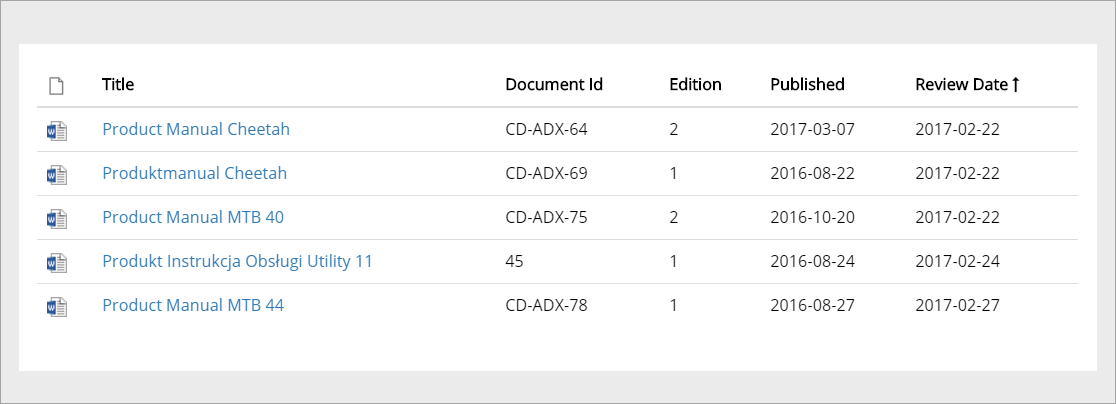 Title Document Id Edition Published Review Date ↑
Product Manual Cheetah CD-ADX-64 2 2017-03-07 2017-02-22
Produktmanual Cheetah CD-ADX-69 1 2016-08-22 2017-02-22
Product Manual MTB 40 CD-ADX-75 2 2016-10-20 2017-02-22
Produkt Instrukcja Obsługi Utility 11 45 1 2016-08-24 2017-02-24
Product Manual MTB 44 CD-ADX-78 1 2016-08-27 2017-02-27